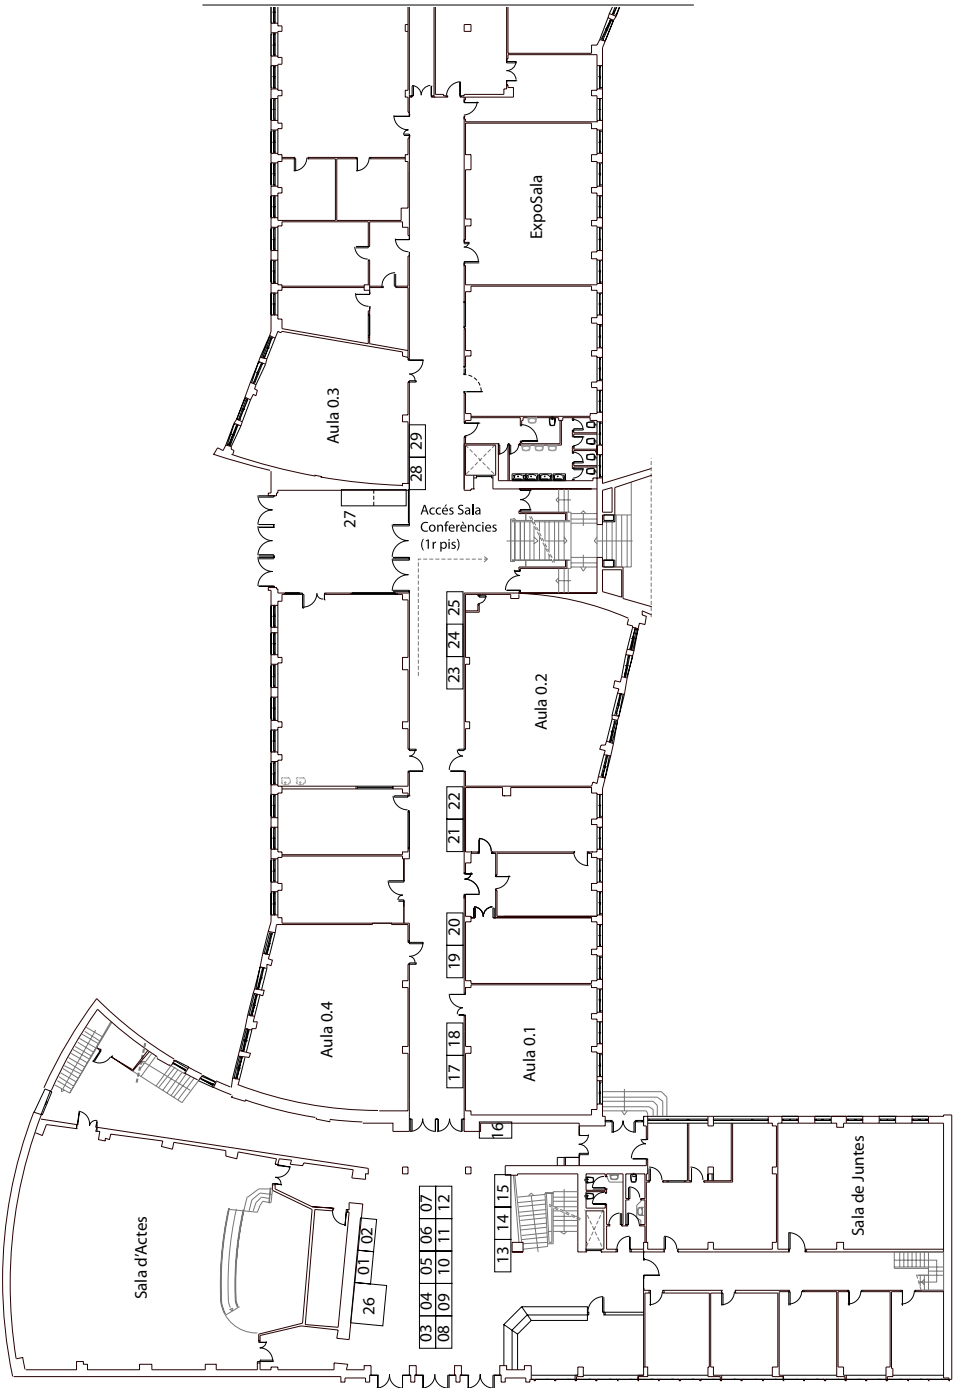 ExpoSala
Aula 0.3
29
28
27
Accés Sala
Conferències
(1r pis)
25
24
23
Aula 0.2
22
21
20
19
Aula 0.4
18
17
Aula 0.1
16
Sala d'Actes
02
01
26
07
06
05
04
03
12
11
10
09
08
15
14
13
Sala de Juntes